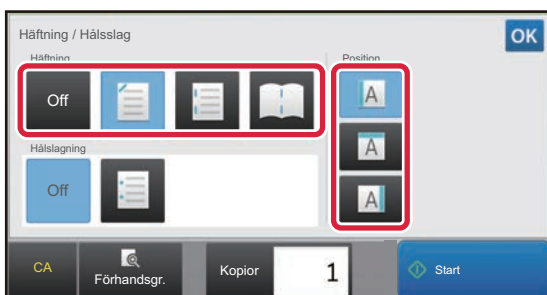 Häftning / Hålsslag
OK
Häftning
Position
Off
A
A
A
Hålslagning
Off
CA
Förhandsgr.
Kopior
1
Start